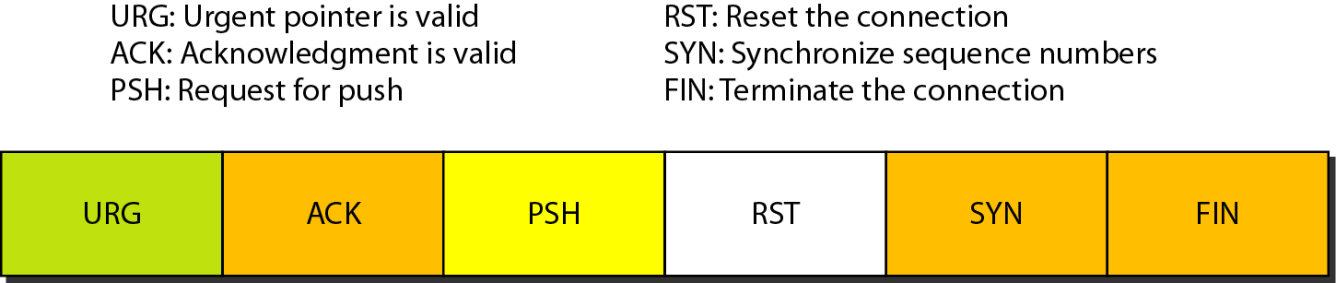 URG: Urgent pointer is valid
ACK: Acknowledgment is valid
PSH: Request for push
RST: Reset the connection
SYN: Synchronize sequence numbers
FIN: Terminate the connection
URG ACK PSH RST SYN FIN